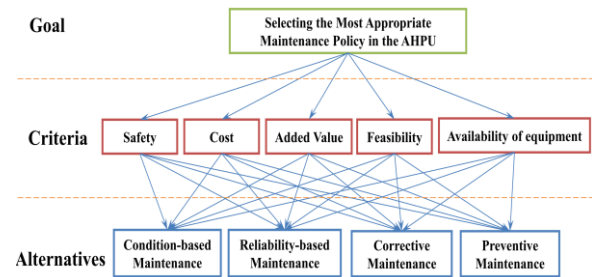 Goal
Selecting the Most Appropriate
Maintenance Policy in the AHPU
Criteria
Safety
Cost
Added Value
Feasibility
Availability of equipment
Alternatives
Condition-based
Maintenance
Reliability-based
Maintenance
Corrective
Maintenance
Preventive
Maintenance